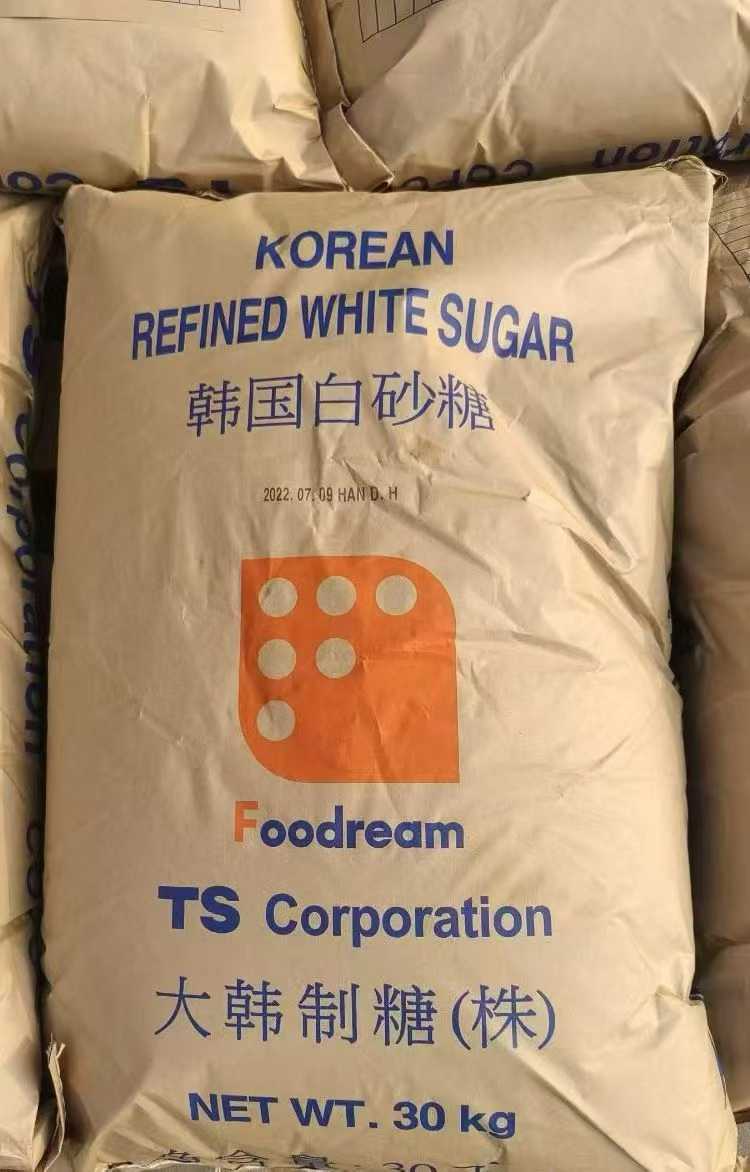 KOREAN
REFINED WHITE SUGAR
韩国白砂糖
2022. 07. 09 HAN D. H
Foodream
TS Corporation
大韩制糖(株)
NET WT. 30 kg